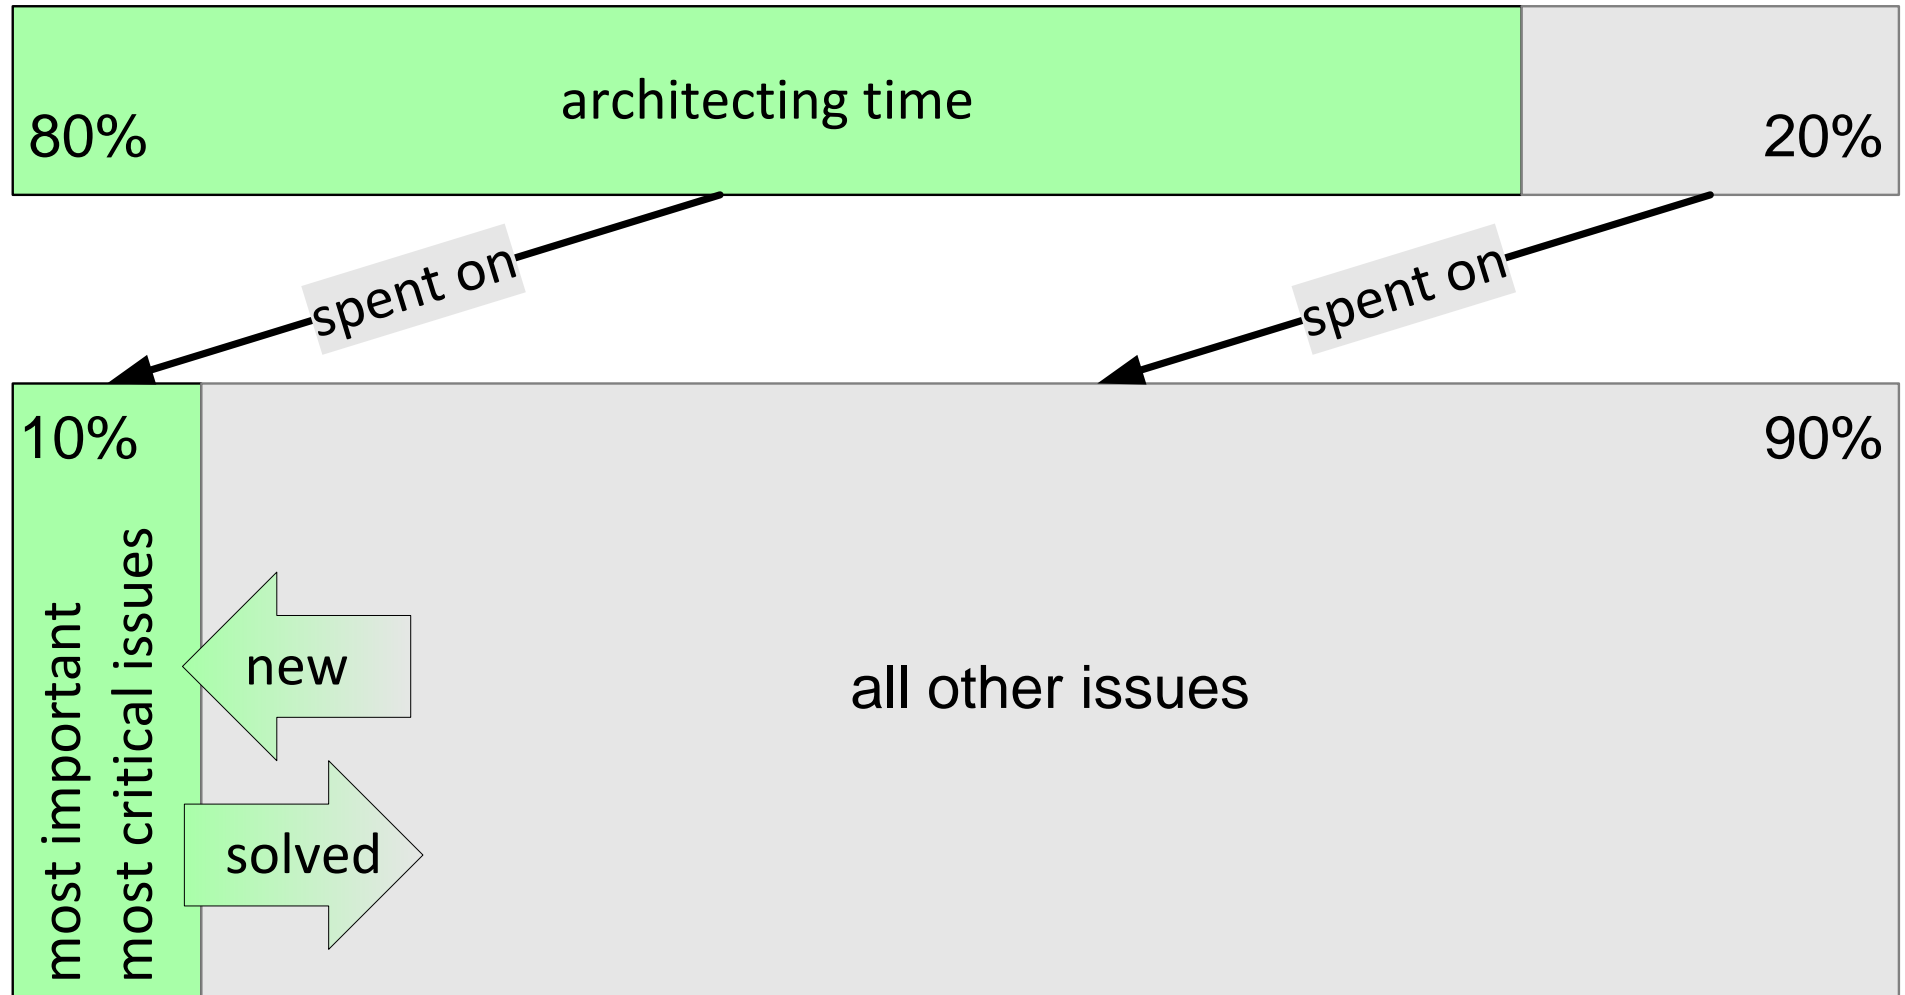 architecting time
80%
20%
spent on
spent on
10%
90%
most important
most critical issues
new
all other issues
solved